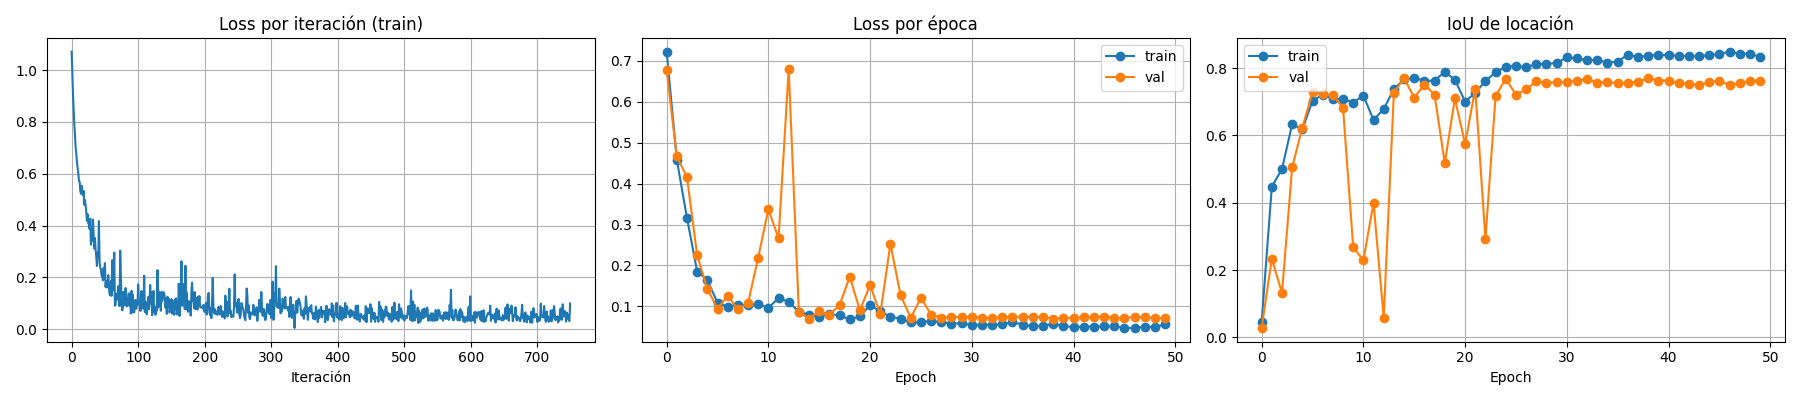 Loss por iteración (train)
1.0
0.8
0.6
0.4
0.2
0.0
0 100 200 300 400 500 600 700
Iteración
Loss por época
train
val
0.7
0.6
0.5
0.4
0.3
0.2
0.1
0 10 20 30 40 50
Epoch
IoU de locación
train
val
0.8
0.6
0.4
0.2
0.0
0 10 20 30 40 50
Epoch